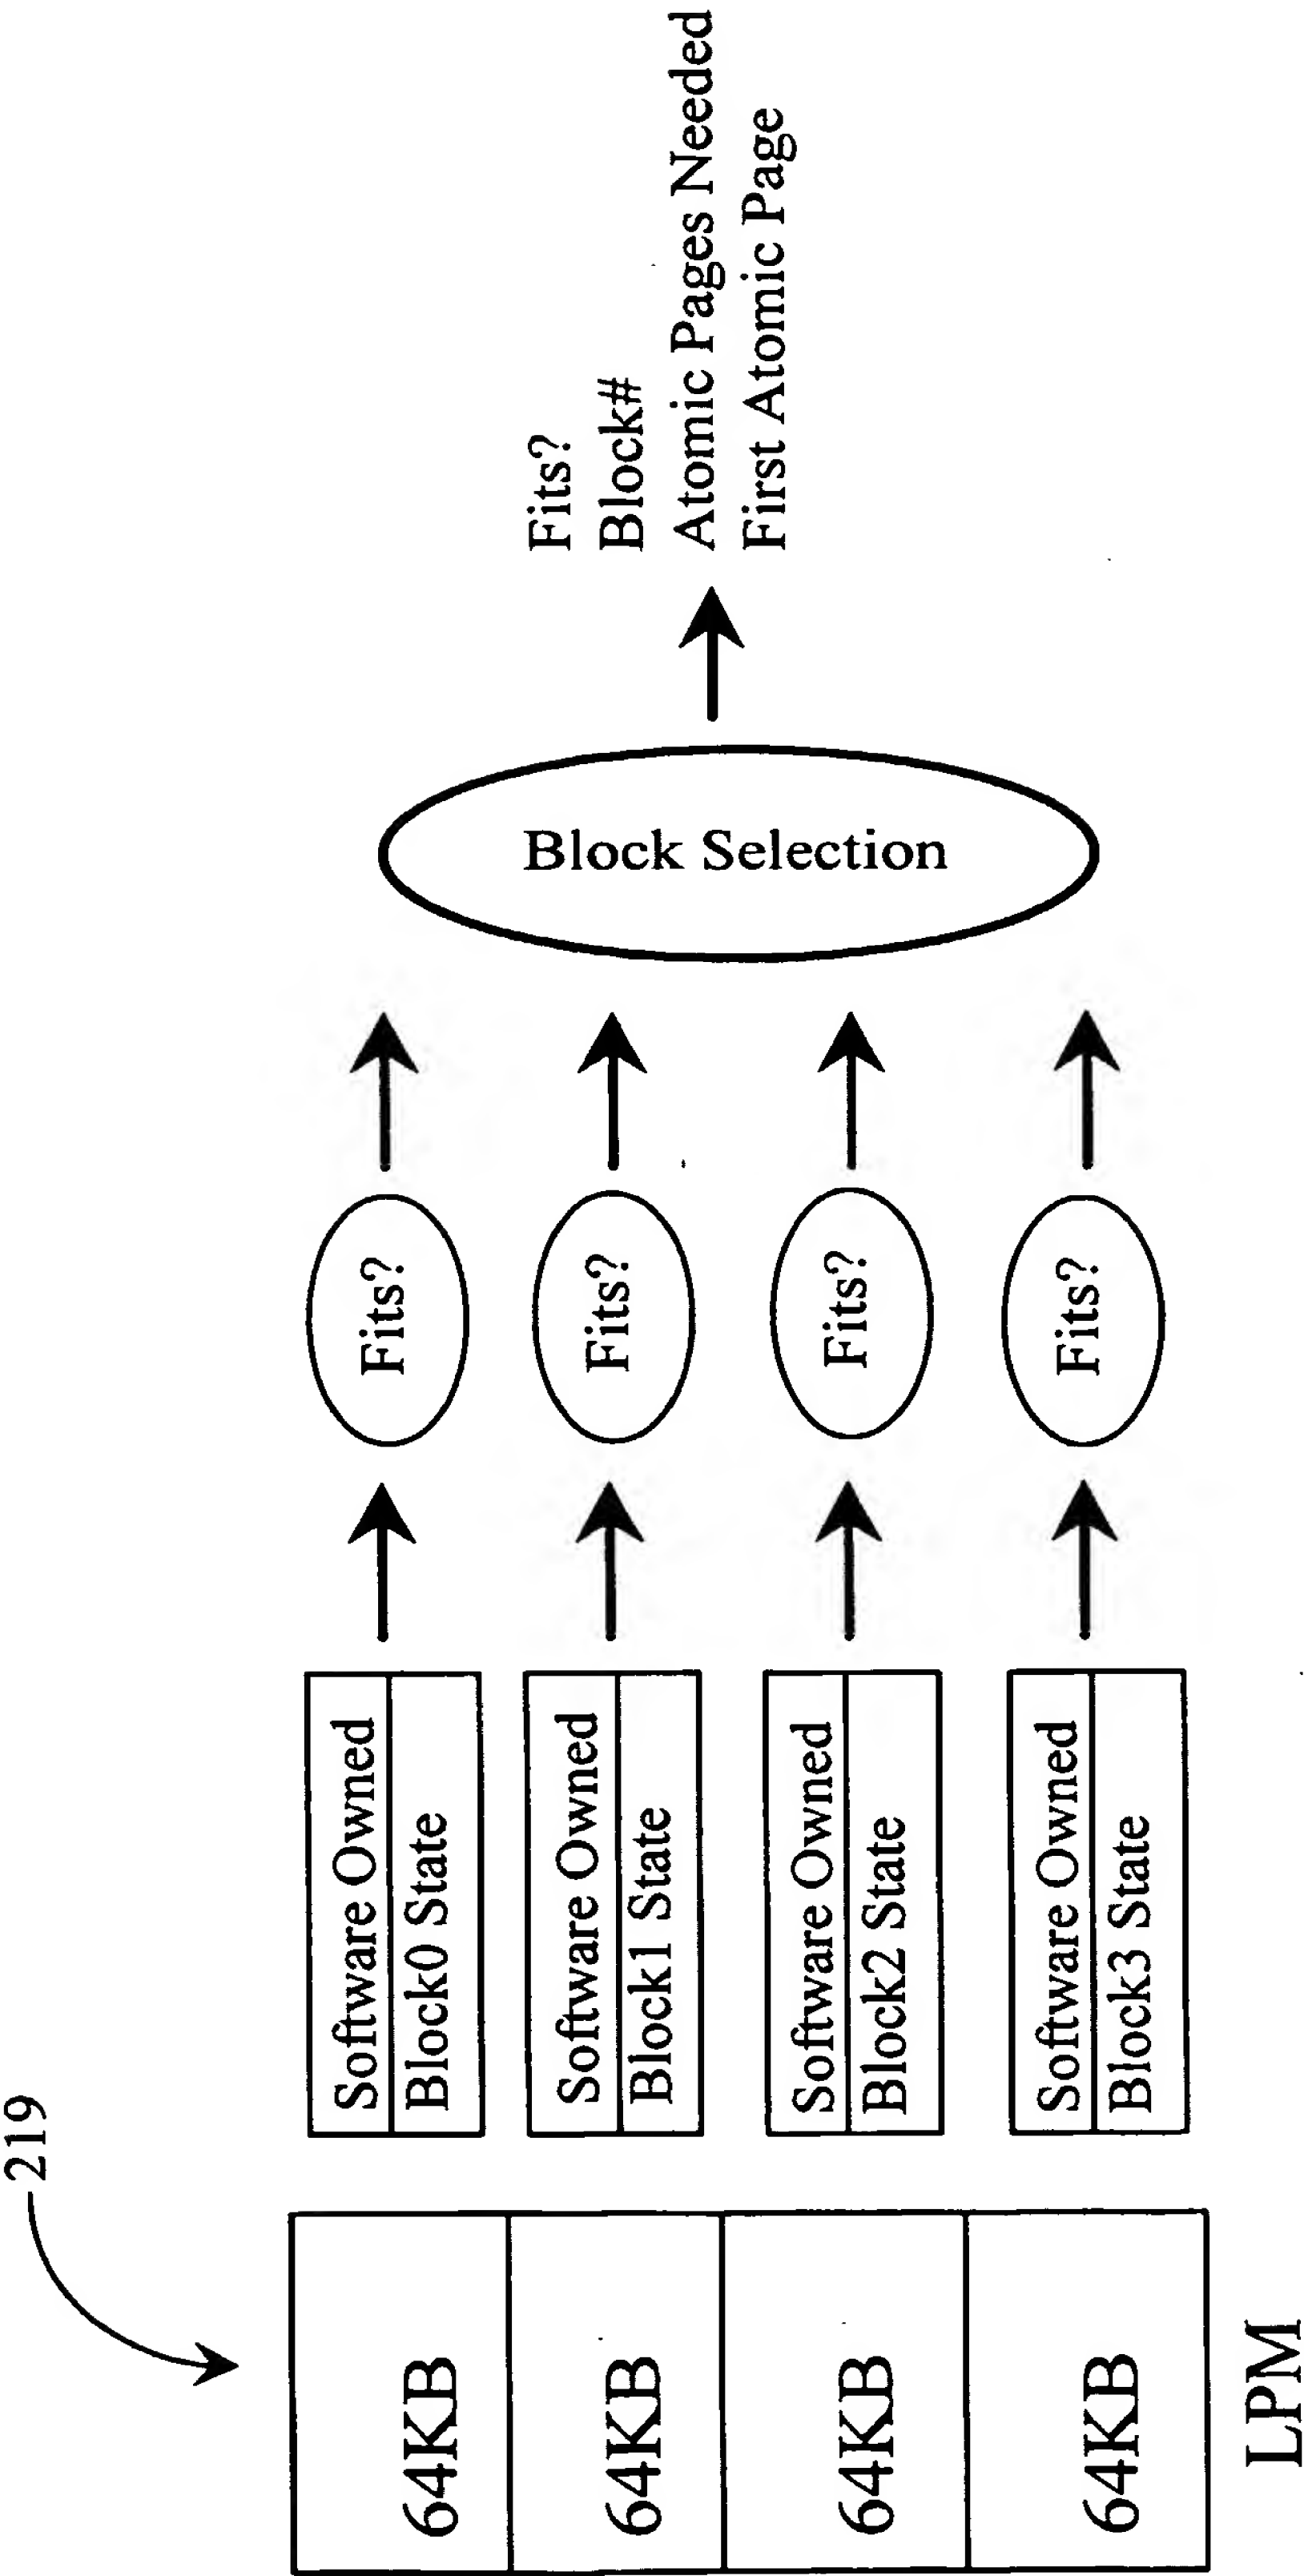 219
64KB
64KB
64KB
64KB
LPM
Software Owned
Block0 State
Software Owned
Block1 State
Software Owned
Block2 State
Software Owned
Block3 State
Fits?
Fits?
Fits?
Fits?
Block Selection
Fits?
Block#
Atomic Pages Needed
First Atomic Page